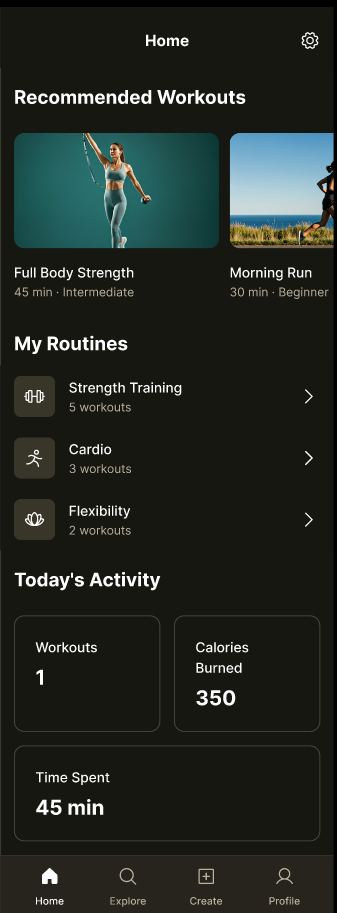 Home
Recommended Workouts
Full Body Strength
45 min · Intermediate
Morning Run
30 min · Beginner
My Routines
Strength Training
5 workouts
Cardio
3 workouts
Flexibility
2 workouts
Today's Activity
Workouts
1
Calories
Burned
350
Time Spent
45 min
Home
Explore
Create
Profile